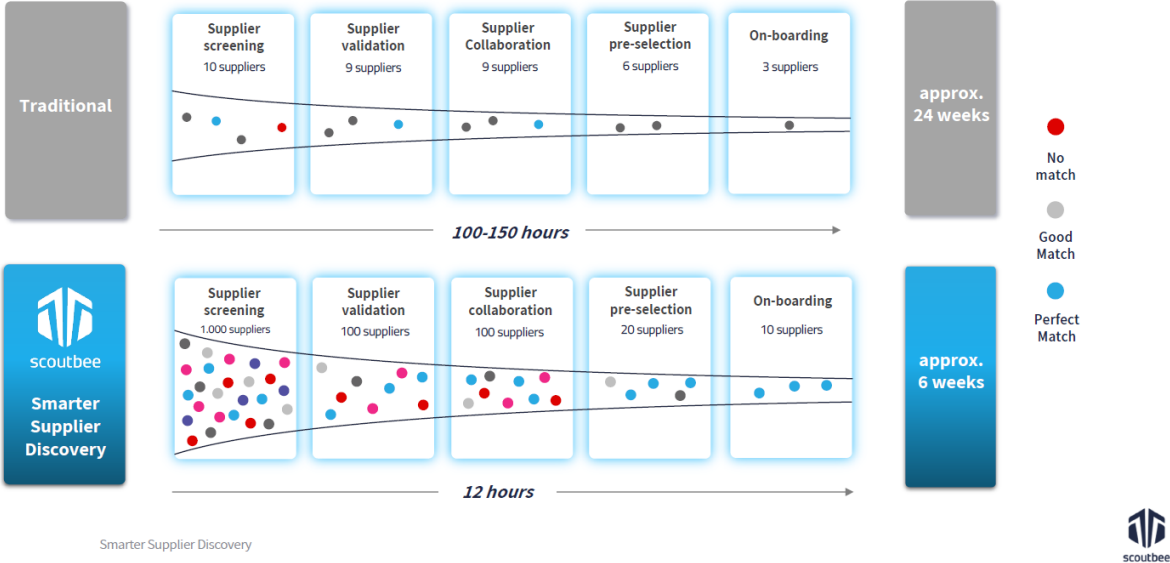 Traditional
Supplier
screening
10 suppliers
Supplier
validation
9 suppliers
Supplier
Collaboration
9 suppliers
Supplier
pre-selection
6 suppliers
On-boarding
3 suppliers
approx.
24 weeks
100-150 hours
No
match
Good
Match
Perfect
Match
scoutbee
Smarter
Supplier
Discovery
Supplier
screening
1.000 suppliers
Supplier
validation
100 suppliers
Supplier
collaboration
100 suppliers
Supplier
pre-selection
20 suppliers
On-boarding
10 suppliers
approx.
6 weeks
12 hours
Smarter Supplier Discovery
scoutbee